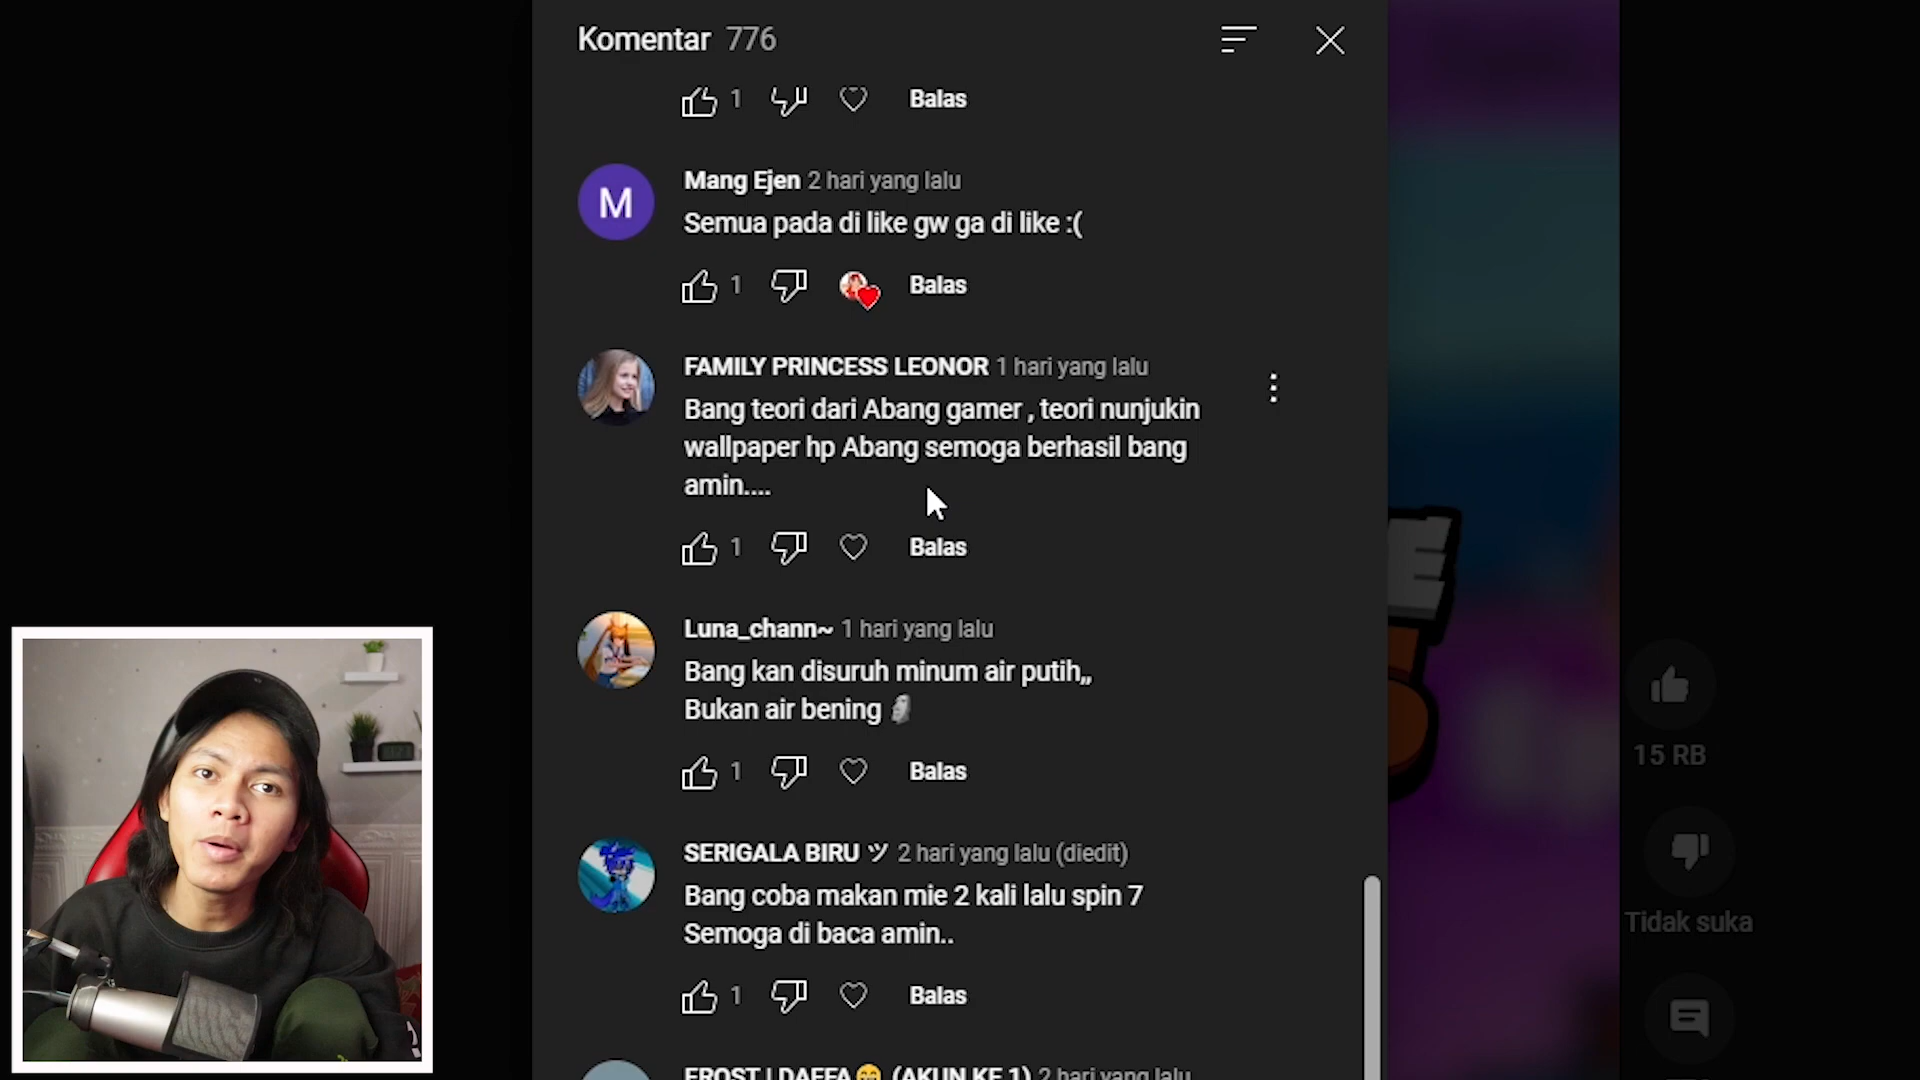 Komentar 776
1 Balas
M
Mang Ejen 2 hari yang lalu
Semua pada di like gw ga di like :(
1 Balas
FAMILY PRINCESS LEONOR 1 hari yang lalu
Bang teori dari Abang gamer , teori nunjukin
wallpaper hp Abang semoga berhasil bang
amin....
1 Balas
Luna_chann~ 1 hari yang lalu
Bang kan disuruh minum air putih,,
Bukan air bening 🗿
1 Balas
SERIGALA BIRU ツ 2 hari yang lalu (diedit)
Bang coba makan mie 2 kali lalu spin 7
Semoga di baca amin..
1 Balas
FROST | DAFFA😁 (AKUN KE 1) 2 hari yang lalu
15 RB
Tidak suka